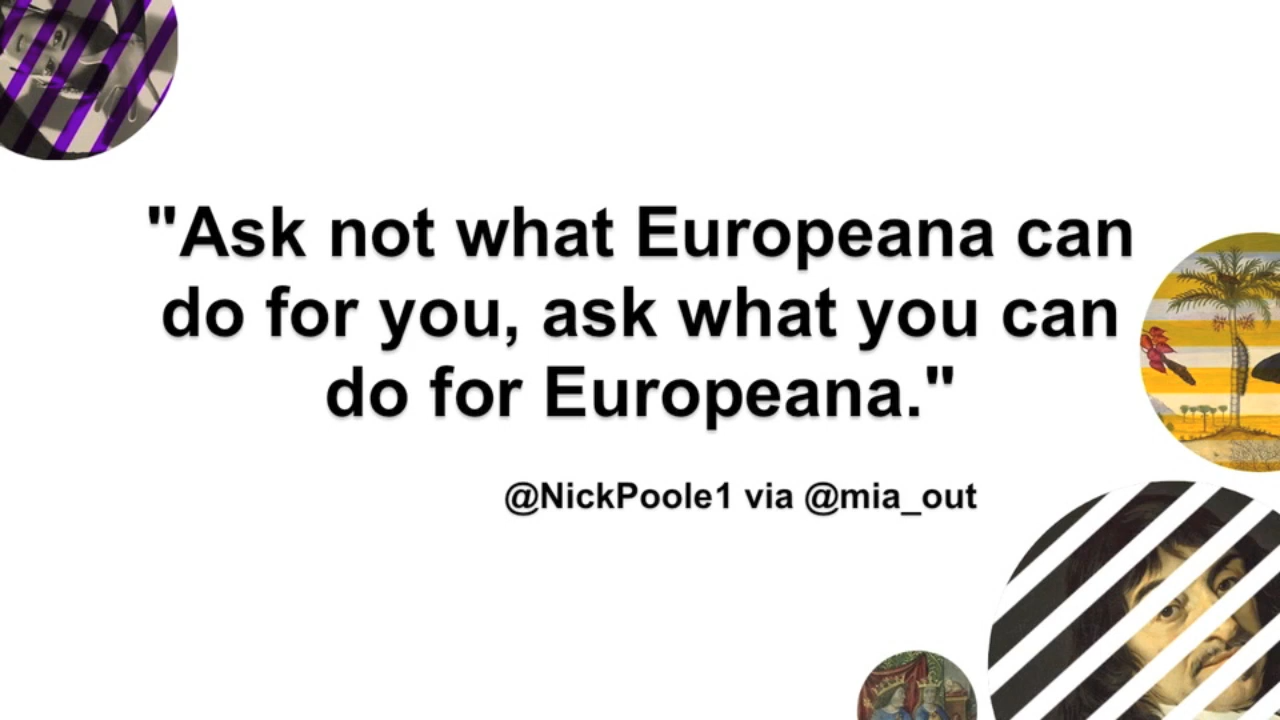 "Ask not what Europeana can
do for you, ask what you can
do for Europeana."
@NickPoole1 via @mia_out